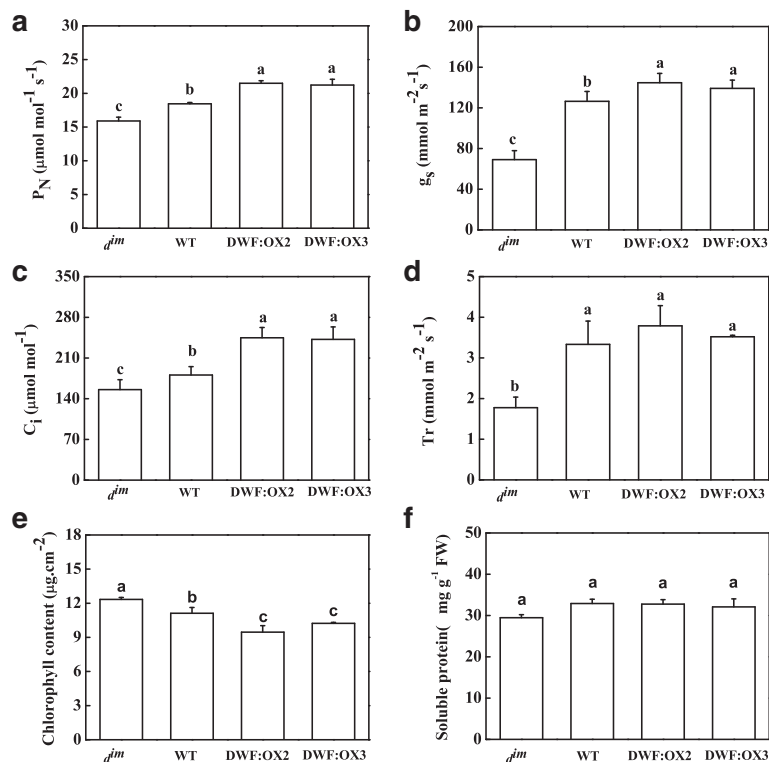 a
P_N (μmol mol⁻¹ s⁻¹)
30
25
20
15
10
5
0
c
b
a
a
d^im
WT
DWF:OX2
DWF:OX3
b
g_s (mmol m⁻²s⁻¹)
200
160
120
80
40
0
c
b
a
a
d^im
WT
DWF:OX2
DWF:OX3
c
C_i (μmol mol⁻¹)
350
280
210
140
70
0
c
b
a
a
d^im
WT
DWF:OX2
DWF:OX3
d
Tr (mmol m⁻² s⁻¹)
5
4
3
2
1
0
b
a
a
a
d^im
WT
DWF:OX2
DWF:OX3
e
Chlorophyll content (μg.cm⁻²)
18
15
12
9
6
3
0
a
b
c
c
d^im
WT
DWF:OX2
DWF:OX3
f
Soluble protein( mg g⁻¹ FW)
50
40
30
20
10
0
a
a
a
a
d^im
WT
DWF:OX2
DWF:OX3